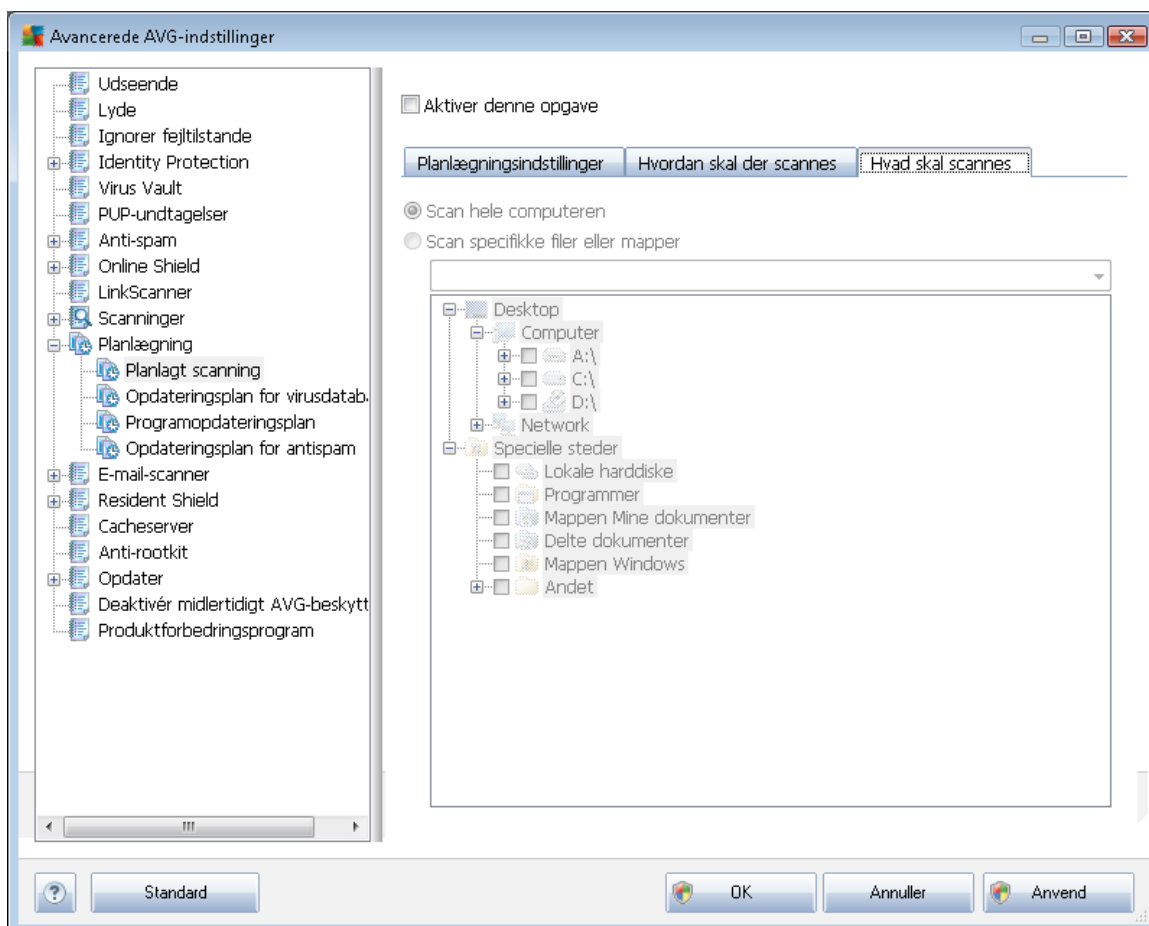 Avancerede AVG-indstillinger
Udseende
Lyde
Ignorer fejltilstande
Identity Protection
Virus Vault
PUP-undtagelser
Anti-spam
Online Shield
LinkScanner
Scanninger
Planlægning
Planlagt scanning
Opdateringsplan for virusdatab
Programopdateringsplan
Opdateringsplan for antispam
E-mail-scanner
Resident Shield
Cacheserver
Anti-rootkit
Opdater
Deaktivér midlertidigt AVG-beskytt
Produktforbedringsprogram
Aktiver denne opgave
Planlægningsindstillinger
Hvordan skal der scannes
Hvad skal scannes
Scan hele computeren
Scan specifikke filer eller mapper
Desktop
Computer
A:\
C:\
D:\
Network
Specielle steder
Lokale harddiske
Programmer
Mappen Mine dokumenter
Delte dokumenter
Mappen Windows
Andet
?
Standard
OK
Annuller
Anvend